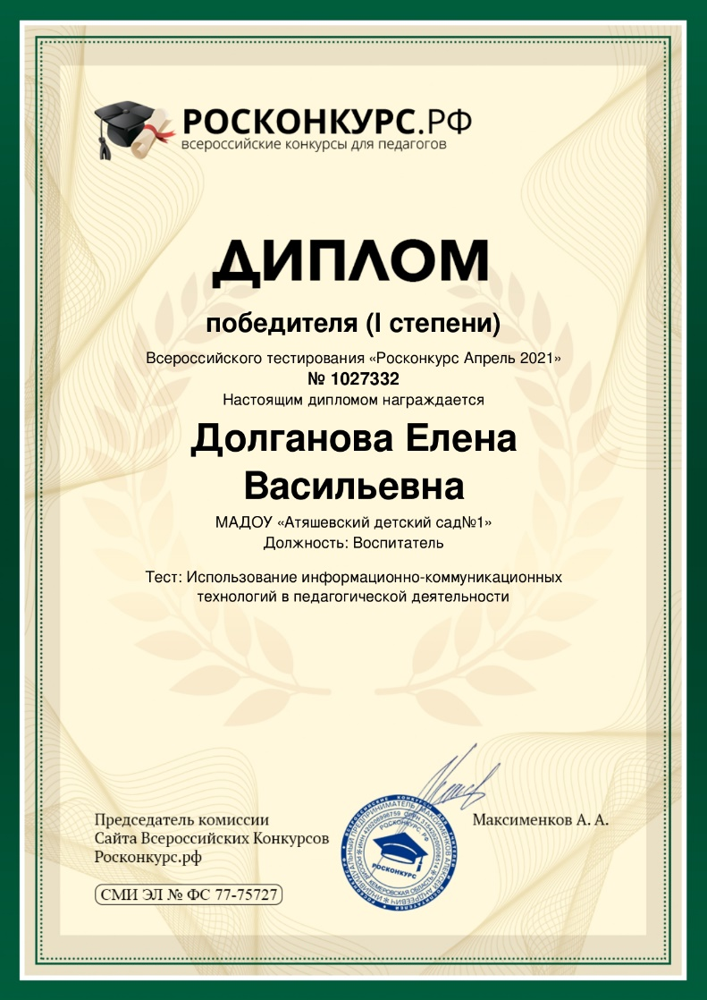 РОСКОНКУРС.РФ
всероссийские конкурсы для педагогов
ДИПЛОМ
победителя (I степени)
Всероссийского тестирования «Росконкурс Апрель 2021»
№ 1027332
Настоящим дипломом награждается
Долганова Елена
Васильевна
МАДОУ «Атяшевский детский сад№1»
Должность: Воспитатель
Тест: Использование информационно-коммуникационных
технологий в педагогической деятельности
Председатель комиссии
Сайта Всероссийских Конкурсов
Росконкурс.рф
Максименков А. А.
СМИ ЭЛ № ФС 77-75727
РОСКОНКУРС. РФ
РОСКОНКУРС